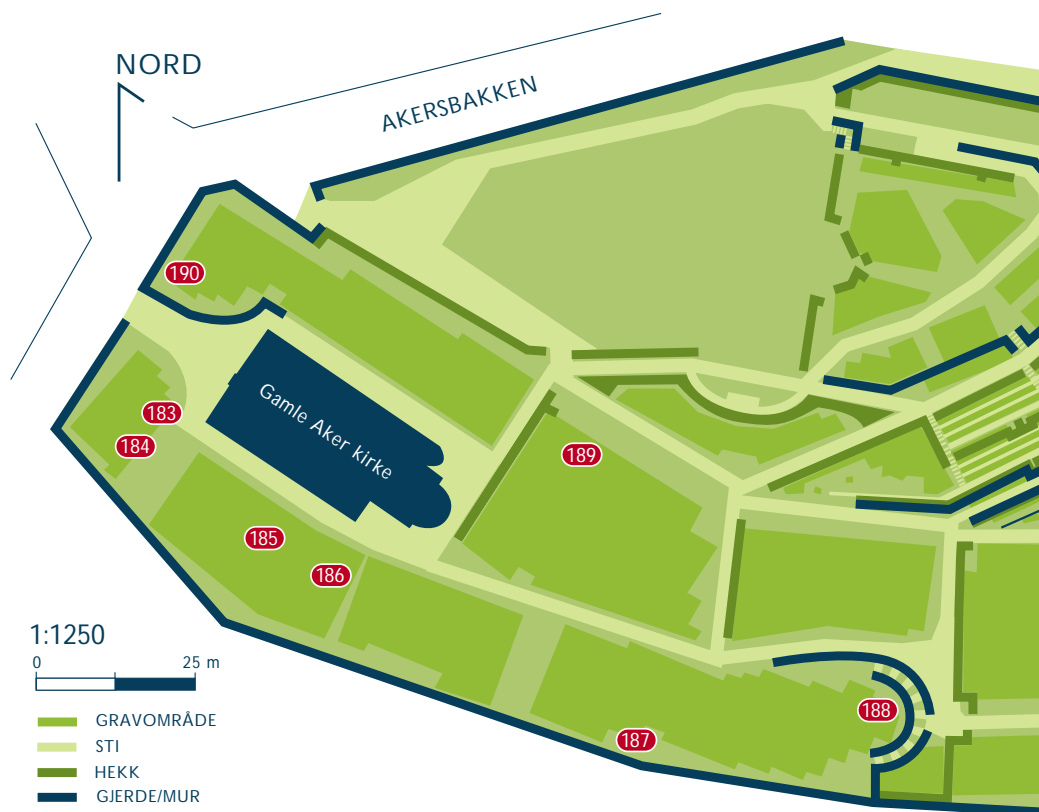 NORD
AKERSBAKKEN
190
Gamle Aker kirke
183
184
189
185
186
188
187
1:1250
0 25 m
GRAVOMRÅDE
STI
HEKK
GJERDE/MUR